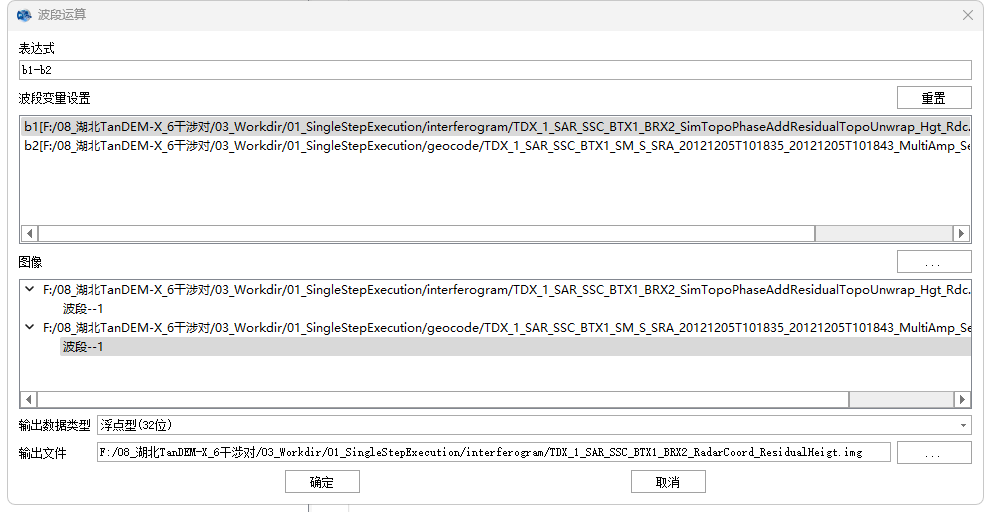 波段运算
表达式
b1-b2
波段变量设置
重置
b1[F:/08_湖北TanDEM-X_6干涉对/03_Workdir/01_SingleStepExecution/interferogram/TDX_1_SAR_SSC_BTX1_BRX2_SimTopoPhaseAddResidualTopoUnwrap_Hgt_Rdc.
b2[F:/08_湖北TanDEM-X_6干涉对/03_Workdir/01_SingleStepExecution/geocode/TDX_1_SAR_SSC_BTX1_SM_S_SRA_20121205T101835_20121205T101843_MultiAmp_Se
图像
...
F:/08_湖北TanDEM-X_6干涉对/03_Workdir/01_SingleStepExecution/interferogram/TDX_1_SAR_SSC_BTX1_BRX2_SimTopoPhaseAddResidualTopoUnwrap_Hgt_Rdc.
波段--1
F:/08_湖北TanDEM-X_6干涉对/03_Workdir/01_SingleStepExecution/geocode/TDX_1_SAR_SSC_BTX1_SM_S_SRA_20121205T101835_20121205T101843_MultiAmp_Se
波段--1
输出数据类型
浮点型(32位)
输出文件
F:/08_湖北TanDEM-X_6干涉对/03_Workdir/01_SingleStepExecution/interferogram/TDX_1_SAR_SSC_BTX1_BRX2_RadarCoord_ResidualHeigt.img
...
确定
取消